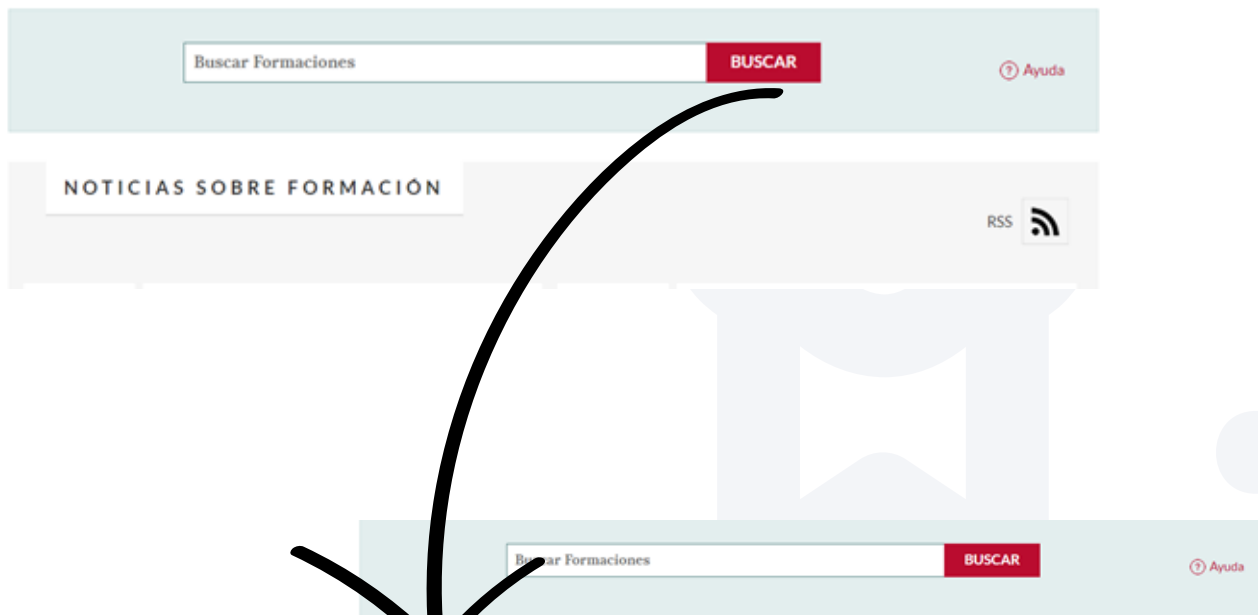 Buscar Formaciones BUSCAR
? Ayuda
NOTICIAS SOBRE FORMACIÓN
RSS
Buscar Formaciones BUSCAR
? Ayuda